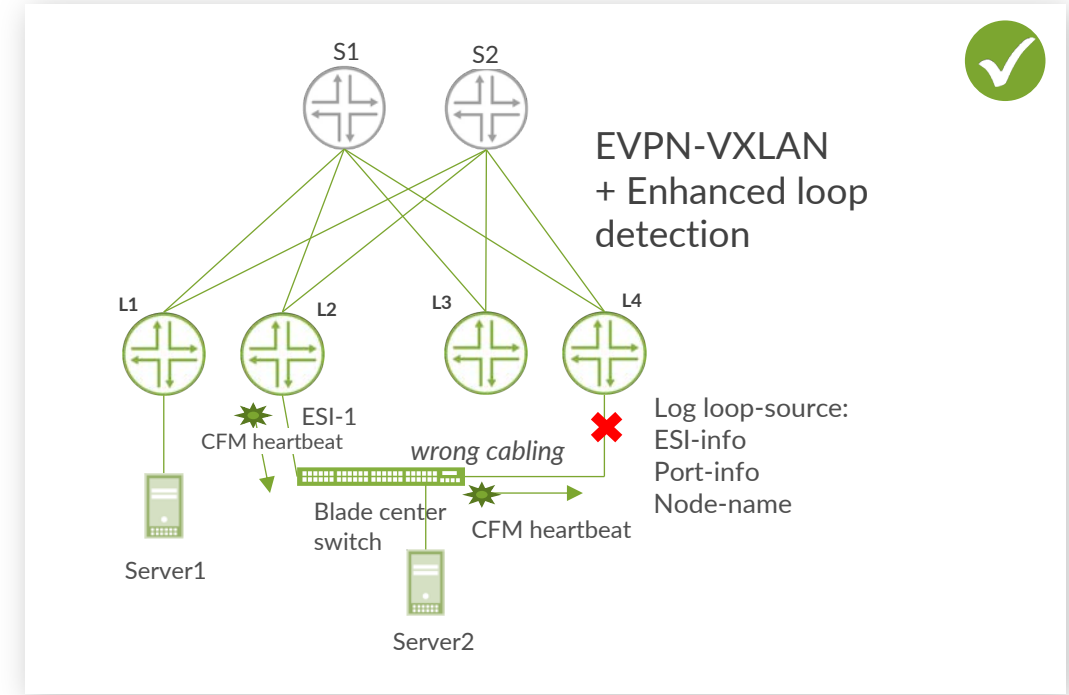 S1
S2
EVPN-VXLAN
+ Enhanced loop
detection
L1
L2
L3
L4
ESI-1
CFM heartbeat
wrong cabling
Log loop-source:
ESI-info
Port-info
Node-name
Blade center
switch
CFM heartbeat
Server1
Server2